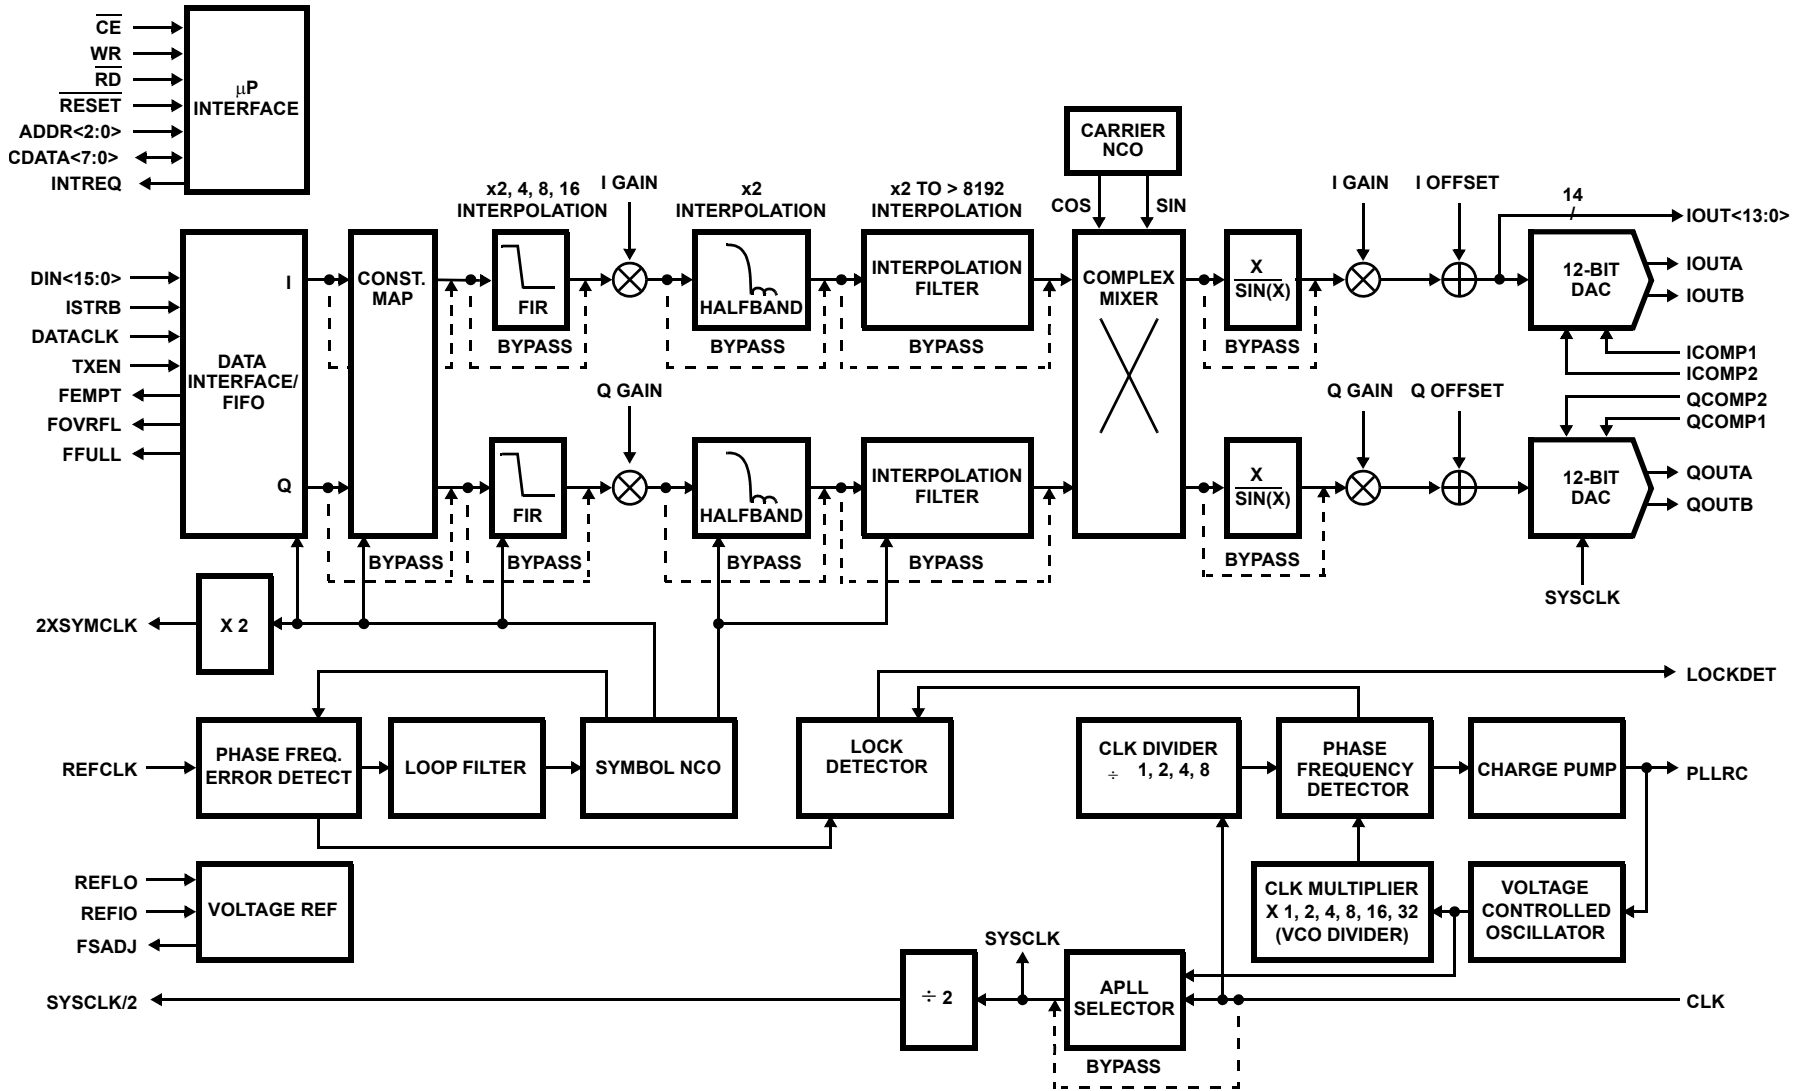 CE
WR
RD
RESET
ADDR<2:0>
CDATA<7:0>
INTREQ
µP
INTERFACE
CARRIER
NCO
COS
SIN
x2, 4, 8, 16
INTERPOLATION
I GAIN
x2
INTERPOLATION
x2 TO > 8192
INTERPOLATION
I GAIN
I OFFSET
14
IOUT<13:0>
DIN<15:0>
ISTRB
DATACLK
TXEN
FEMPT
FOVRFL
FFULL
I
DATA
INTERFACE/
FIFO
Q
CONST.
MAP
FIR
BYPASS
HALFBAND
BYPASS
INTERPOLATION
FILTER
BYPASS
COMPLEX
MIXER
X
SIN(X)
BYPASS
12-BIT
DAC
IOUTA
IOUTB
ICOMP1
ICOMP2
QCOMP2
QCOMP1
Q GAIN
Q GAIN
Q OFFSET
BYPASS
FIR
BYPASS
HALFBAND
BYPASS
INTERPOLATION
FILTER
BYPASS
X
SIN(X)
BYPASS
12-BIT
DAC
QOUTA
QOUTB
SYSCLK
2XSYMCLK
X 2
LOCKDET
REFCLK
PHASE FREQ.
ERROR DETECT
LOOP FILTER
SYMBOL NCO
LOCK
DETECTOR
CLK DIVIDER
÷ 1, 2, 4, 8
PHASE
FREQUENCY
DETECTOR
CHARGE PUMP
PLLRC
REFLO
REFIO
FSADJ
VOLTAGE REF
CLK MULTIPLIER
X 1, 2, 4, 8, 16, 32
(VCO DIVIDER)
VOLTAGE
CONTROLLED
OSCILLATOR
SYSCLK
SYSCLK/2
÷ 2
APLL
SELECTOR
BYPASS
CLK